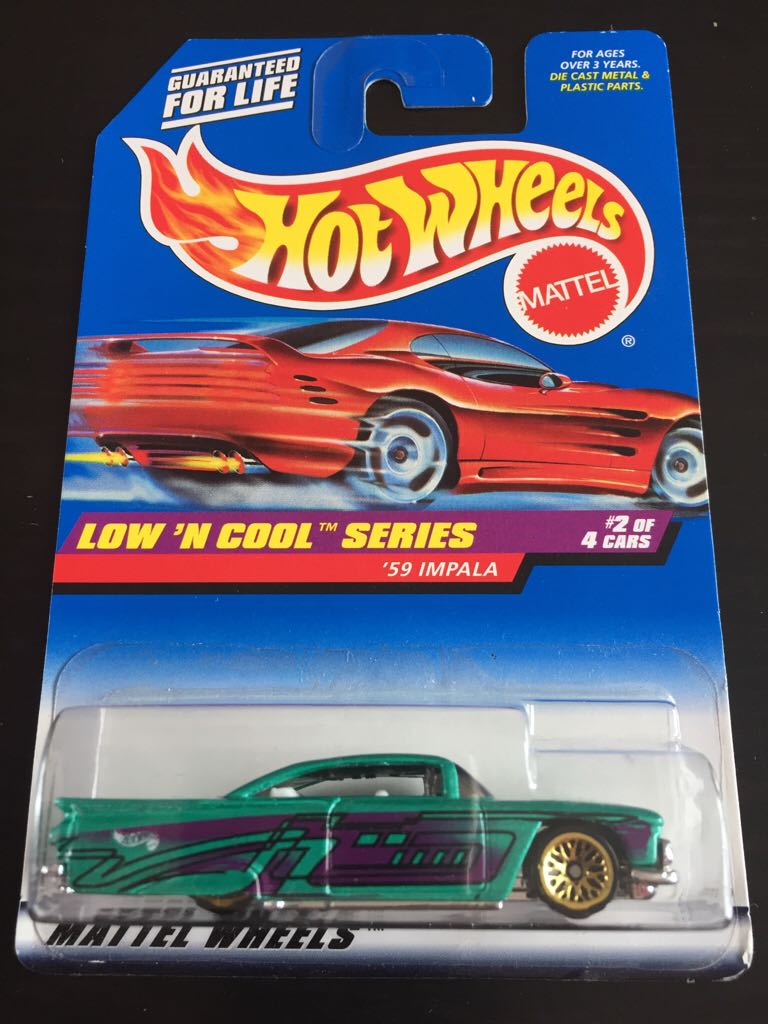 GUARANTEED
FOR LIFE
FOR AGES
OVER 3 YEARS.
DIE CAST METAL &
PLASTIC PARTS.
HOT WHEELS
MATTEL
®
LOW 'N COOL™ SERIES
#2 OF
4 CARS
'59 IMPALA
MATTEL WHEELS™